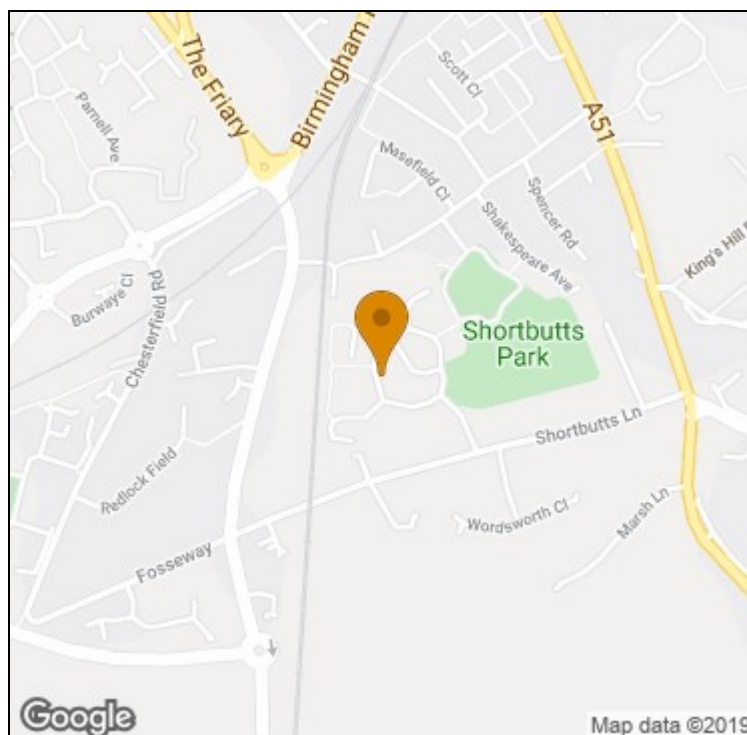 The Friary
Birmingham
Scott Cl
A51
Parnell Ave
Masefield Cl
Spencer Rd
Shakespeare Ave
King's Hill
Burwaye Cl
Chesterfield Rd
Shortbutts
Park
Shortbutts Ln
Redlock Field
Wordsworth Cl
Marsh Ln
Fosseway
Google
Map data ©2019